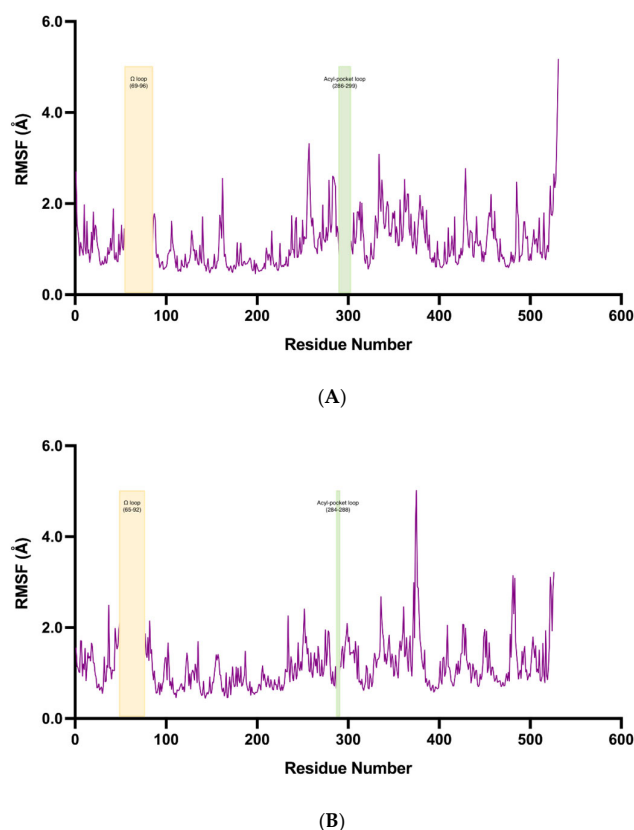 6.0
4.0
2.0
0.0
RMSF (Å)
Ω loop
(69-96)
Acyl-pocket loop
(286-299)
0 100 200 300 400 500 600
Residue Number
(A)
6.0
4.0
2.0
0.0
RMSF (Å)
Ω loop
(65-92)
Acyl-pocket loop
(284-288)
0 100 200 300 400 500 600
Residue Number
(B)